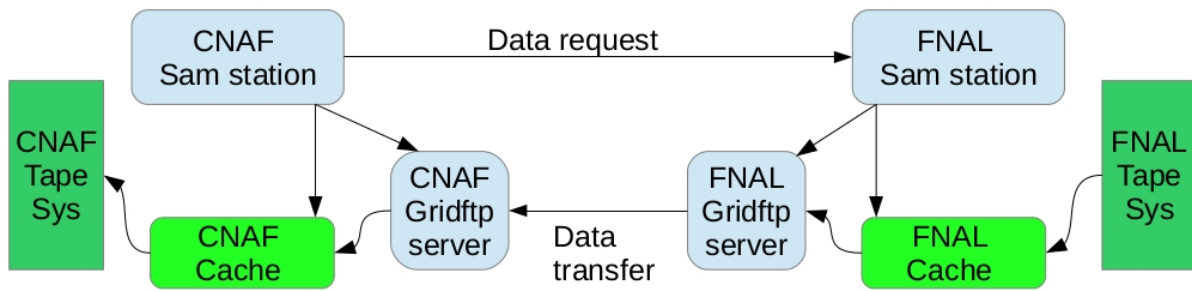 CNAF
Sam station
Data request
FNAL
Sam station
CNAF
Tape
Sys
CNAF
Gridftp
server
FNAL
Gridftp
server
FNAL
Tape
Sys
CNAF
Cache
Data
transfer
FNAL
Cache